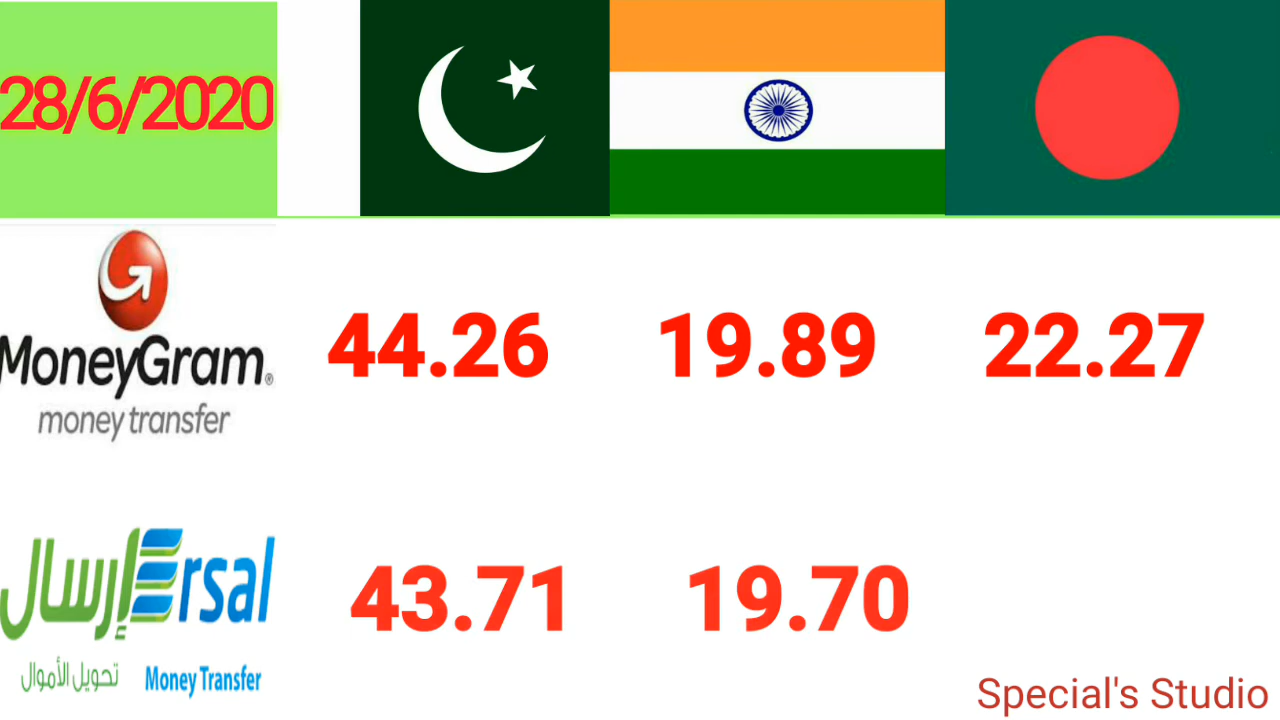 28/6/2020
MoneyGram®
money transfer
44.26 19.89 22.27
إرسال Ersal
تحويل الأموال Money Transfer
43.71 19.70
Special's Studio